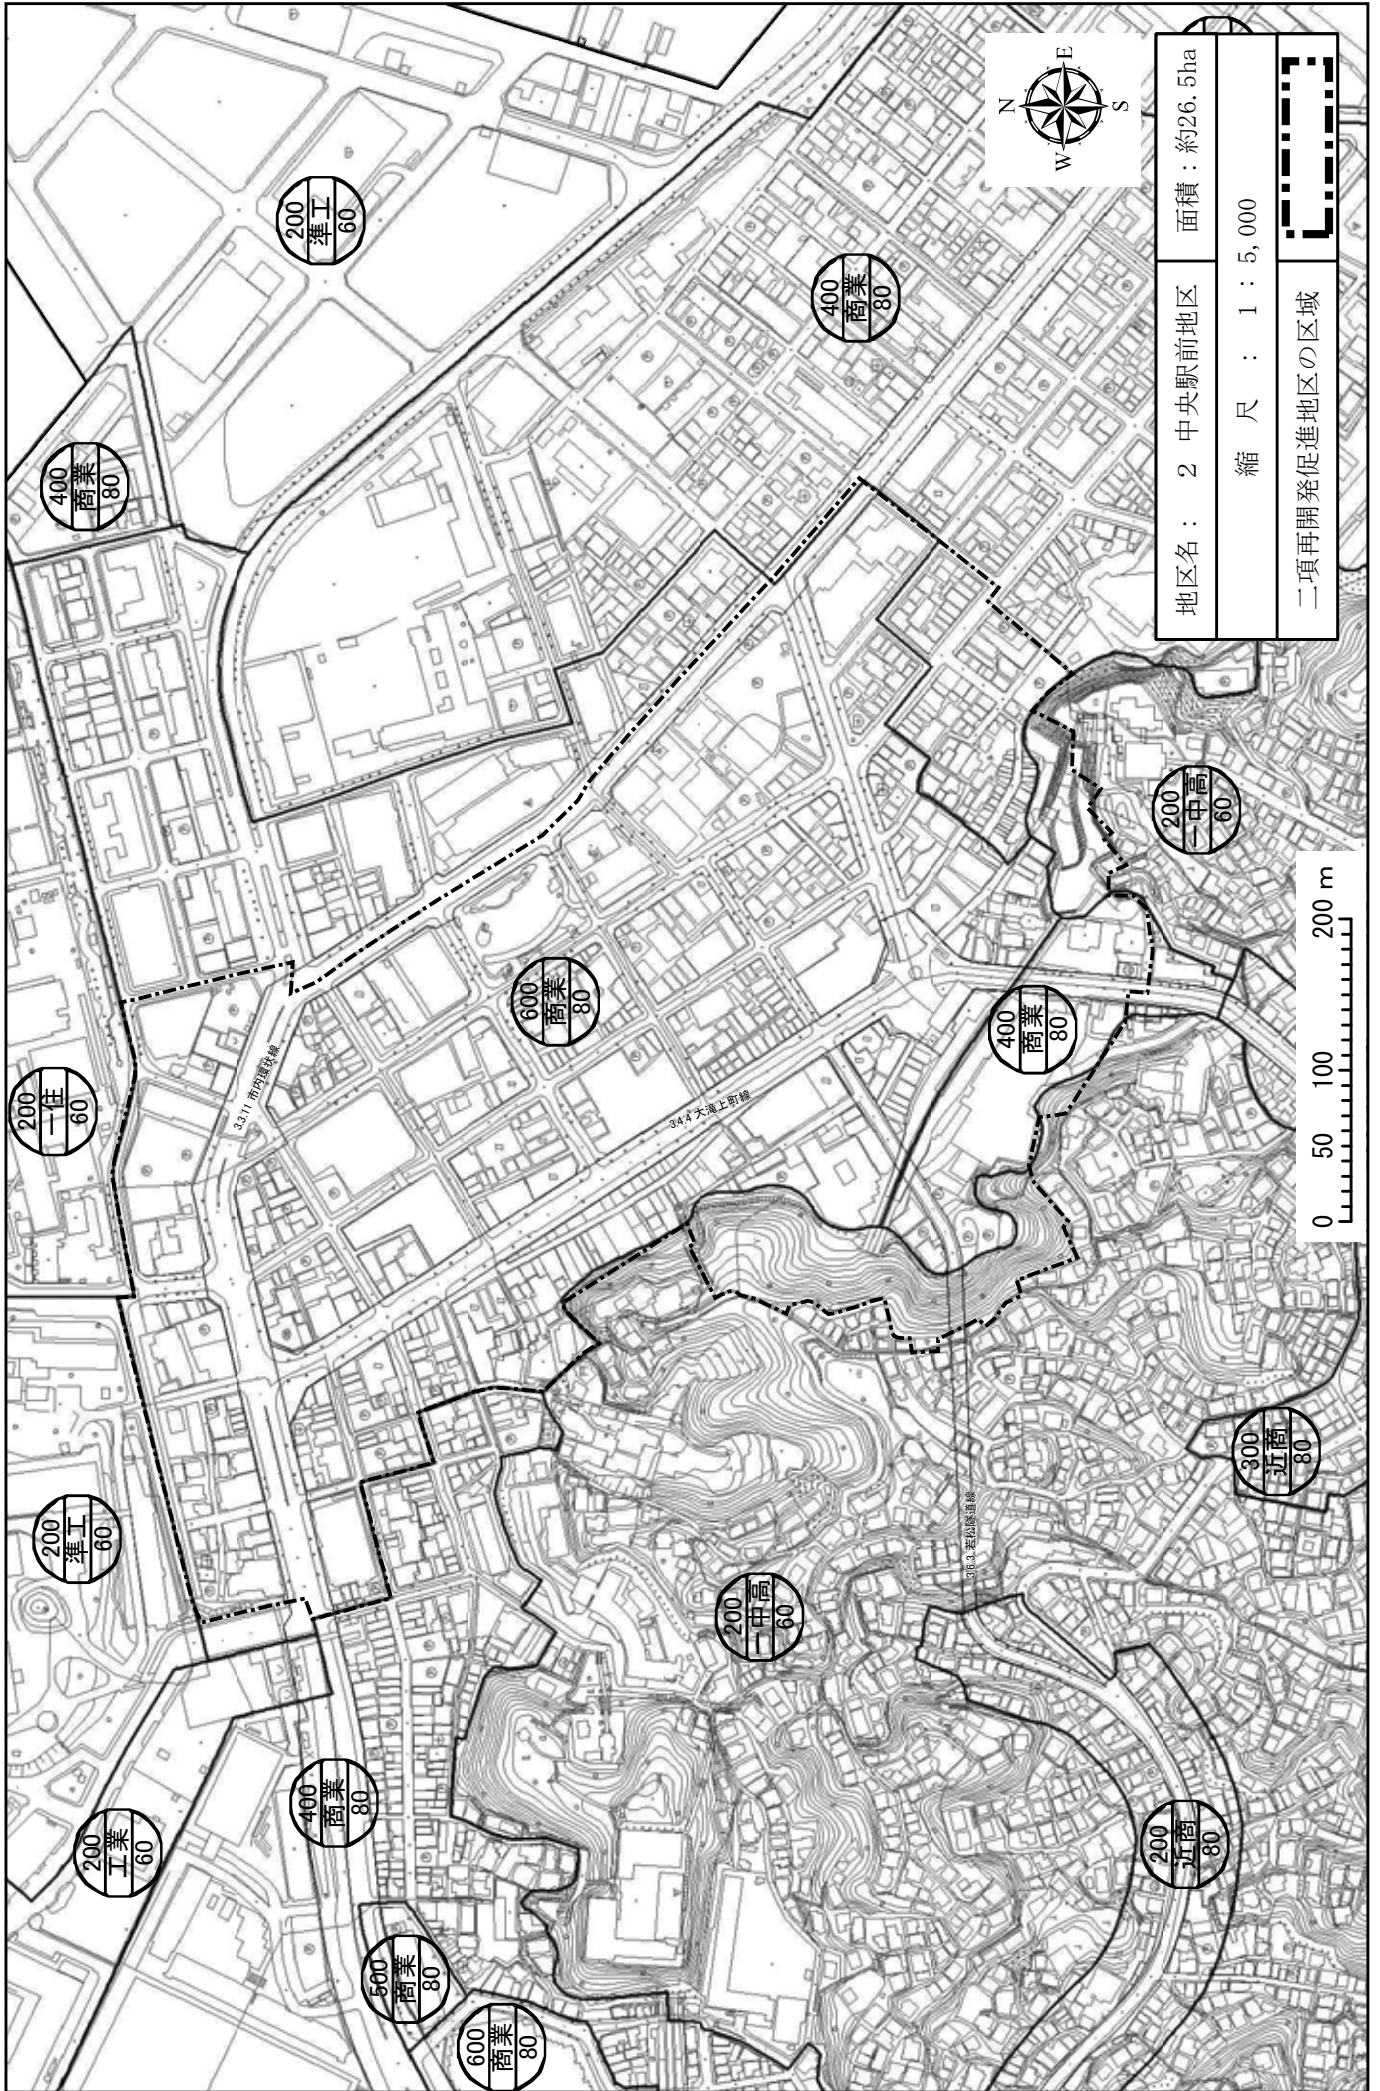 200
一住
60
200
準工
60
400
商業
80
200
工業
60
3.3.11 市内環状線
200
準工
60
400
商業
80
500
商業
80
600
商業
80
600
商業
80
3.4.4 大滝上町線
200
一中高
60
400
商業
80
3.6.3 若松隧道線
400
商業
80
N
W E
S
200
近商
80
200
一中高
60
300
近商
80
地区名： 2 中央駅前地区 面積：約26.5ha
縮 尺 ： 1 : 5,000
二項再開発促進地区の区域
0 50 100 200 m